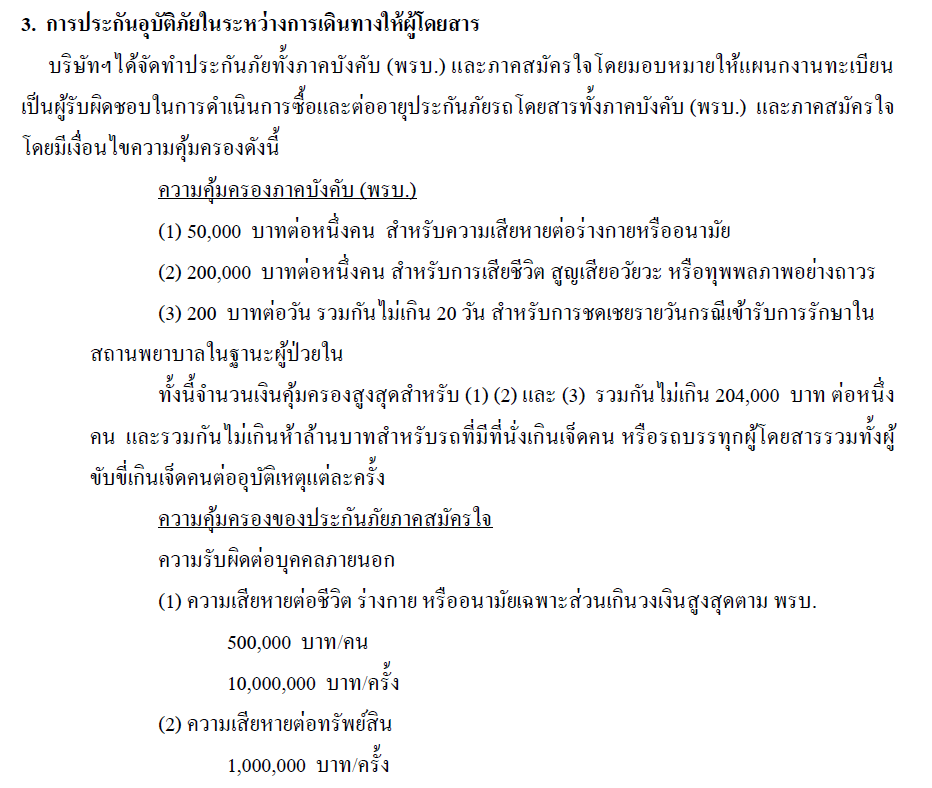 3. การประกันอุบัติภัยในระหว่างการเดินทางให้ผู้โดยสาร
บริษัทฯได้จัดทำประกันภัยทั้งภาคบังคับ (พรบ.) และภาคสมัครใจโดยมอบหมายให้แผนกงานทะเบียน
เป็นผู้รับผิดชอบในการดำเนินการซื้อและต่ออายุประกันภัยรถโดยสารทั้งภาคบังคับ (พรบ.) และภาคสมัครใจ
โดยมีเงื่อนไขความคุ้มครองดังนี้
ความคุ้มครองภาคบังคับ (พรบ.)
(1) 50,000 บาทต่อหนึ่งคน สำหรับความเสียหายต่อร่างกายหรืออนามัย
(2) 200,000 บาทต่อหนึ่งคน สำหรับการเสียชีวิต สูญเสียอวัยวะ หรือทุพพลภาพอย่างถาวร
(3) 200 บาทต่อวัน รวมกันไม่เกิน 20 วัน สำหรับการชดเชยรายวันกรณีเข้ารับการรักษาใน
สถานพยาบาลในฐานะผู้ป่วยใน
ทั้งนี้จำนวนเงินคุ้มครองสูงสุดสำหรับ (1) (2) และ (3) รวมกันไม่เกิน 204,000 บาท ต่อหนึ่ง
คน และรวมกันไม่เกินห้าล้านบาทสำหรับรถที่มีที่นั่งเกินเจ็ดคน หรือรถบรรทุกผู้โดยสารรวมทั้งผู้
ขับขี่เกินเจ็ดคนต่ออุบัติเหตุแต่ละครั้ง
ความคุ้มครองของประกันภัยภาคสมัครใจ
ความรับผิดต่อบุคคลภายนอก
(1) ความเสียหายต่อชีวิต ร่างกาย หรืออนามัยเฉพาะส่วนเกินวงเงินสูงสุดตาม พรบ.
500,000 บาท/คน
10,000,000 บาท/ครั้ง
(2) ความเสียหายต่อทรัพย์สิน
1,000,000 บาท/ครั้ง